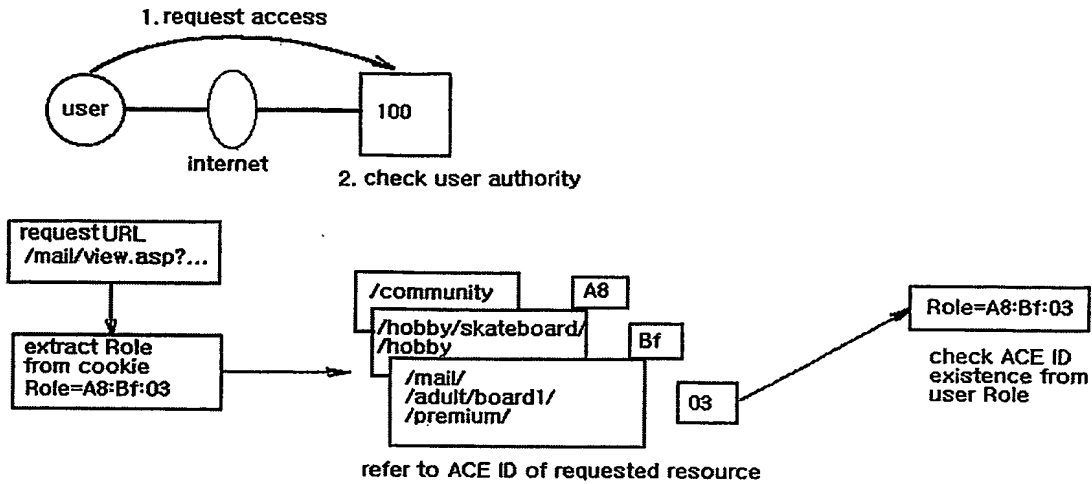 1. request access
user
100
internet
2. check user authority
request URL
/mail/view.asp?...
extract Role
from cookie
Role=A8:Bf:03
/community
A8
/hobby/skateboard/
/hobby
Bf
/mail/
/adult/board1/
/premium/
03
refer to ACE ID of requested resource
Role=A8:Bf:03
check ACE ID
existence from
user Role